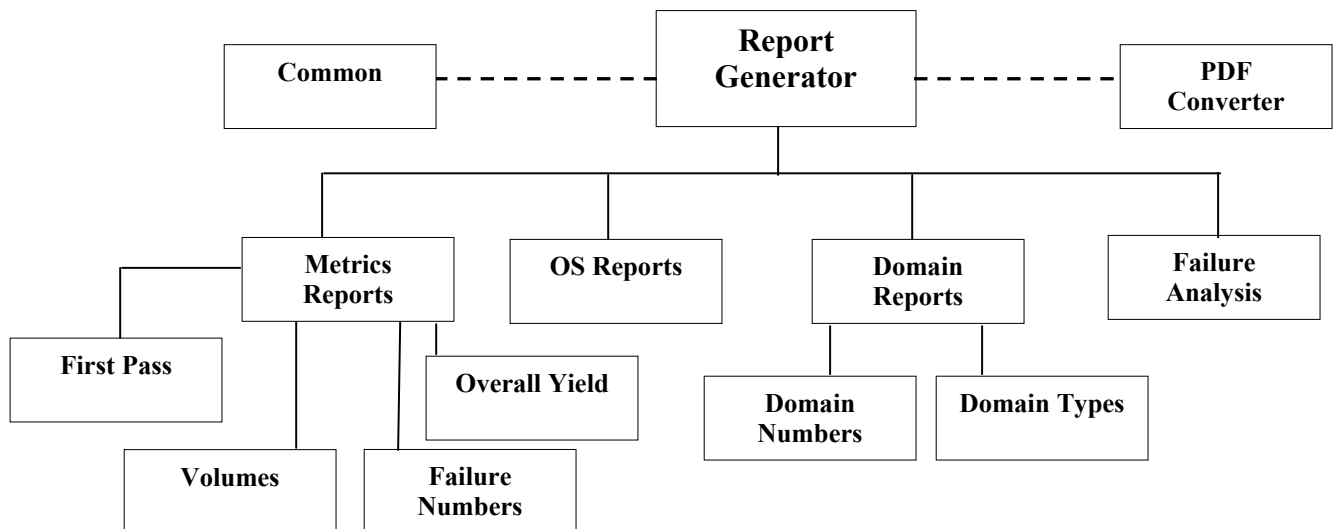 Report
Generator
Common
PDF
Converter
Metrics
Reports
OS Reports
Domain
Reports
Failure
Analysis
First Pass
Overall Yield
Domain
Numbers
Domain Types
Volumes
Failure
Numbers